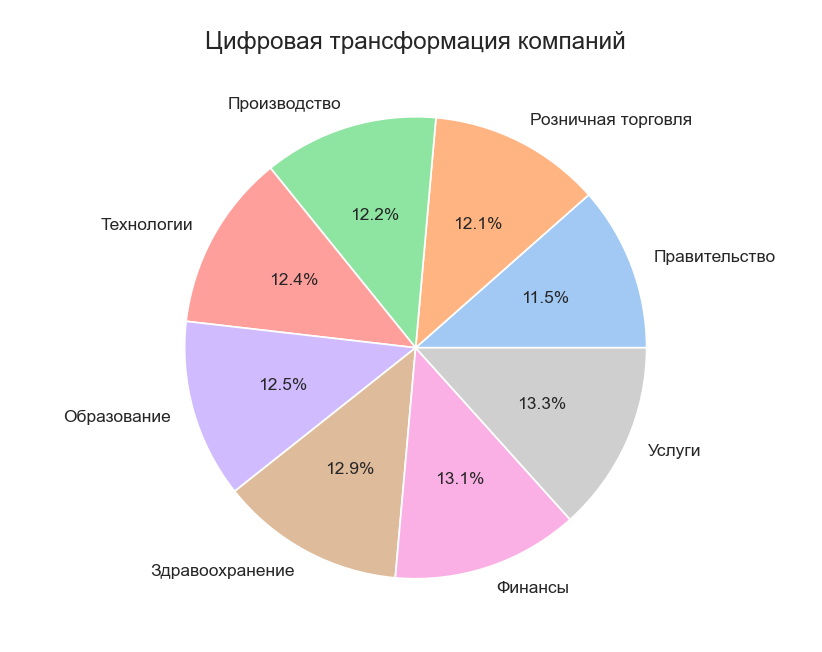 Цифровая трансформация компаний
Производство
Розничная торговля
12.2%
12.1%
Технологии
Правительство
12.4%
11.5%
12.5%
13.3%
Образование
Услуги
12.9%
13.1%
Здравоохранение
Финансы